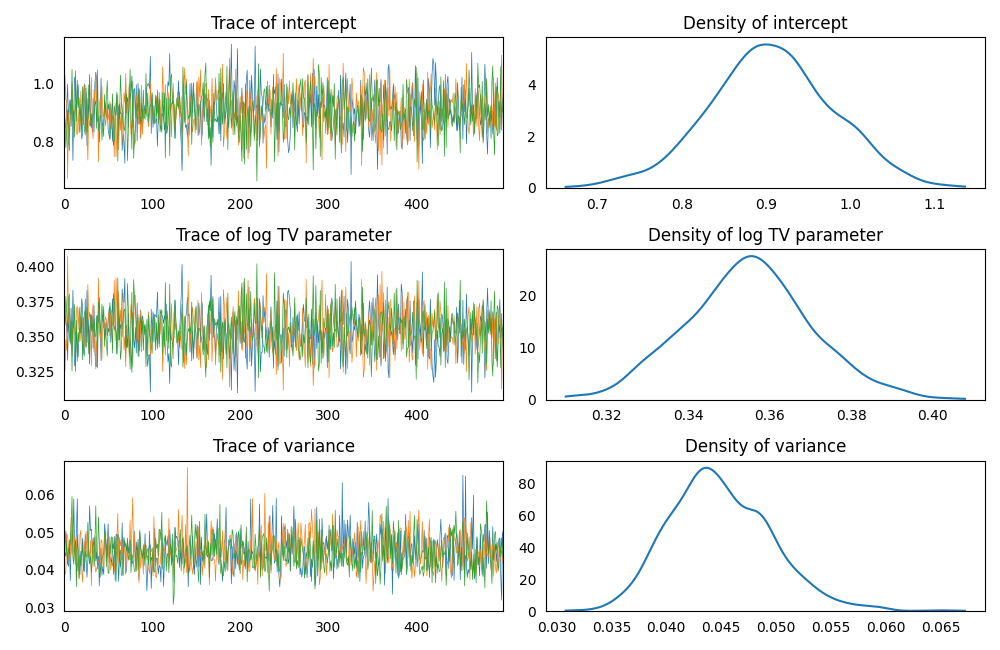 Trace of intercept
1.0
0.8
0 100 200 300 400
Density of intercept
4
2
0
0.7 0.8 0.9 1.0 1.1
Trace of log TV parameter
0.400
0.375
0.350
0.325
0 100 200 300 400
Density of log TV parameter
20
10
0
0.32 0.34 0.36 0.38 0.40
Trace of variance
0.06
0.05
0.04
0.03
0 100 200 300 400
Density of variance
80
60
40
20
0
0.030 0.035 0.040 0.045 0.050 0.055 0.060 0.065